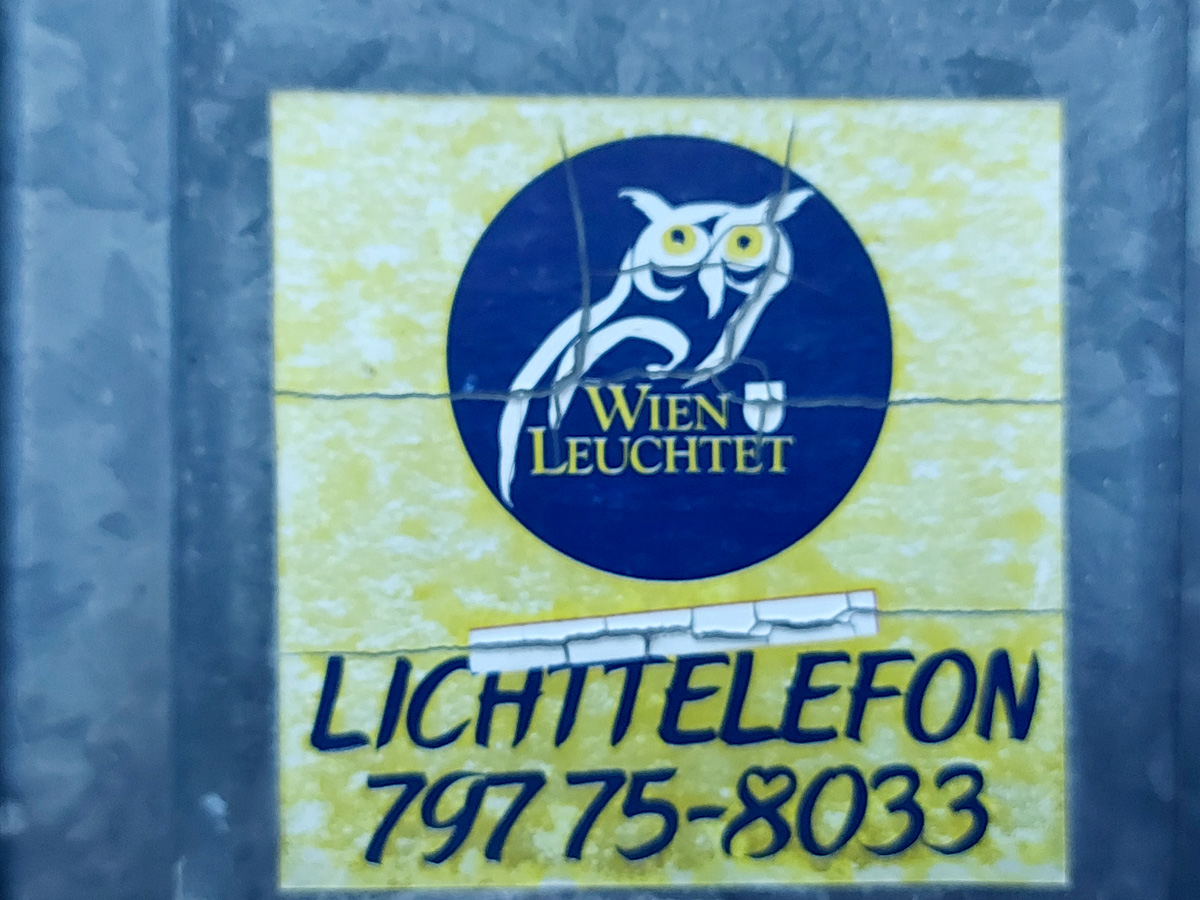 WIEN
LEUCHTET
LICHTTELEFON
797 75-8033